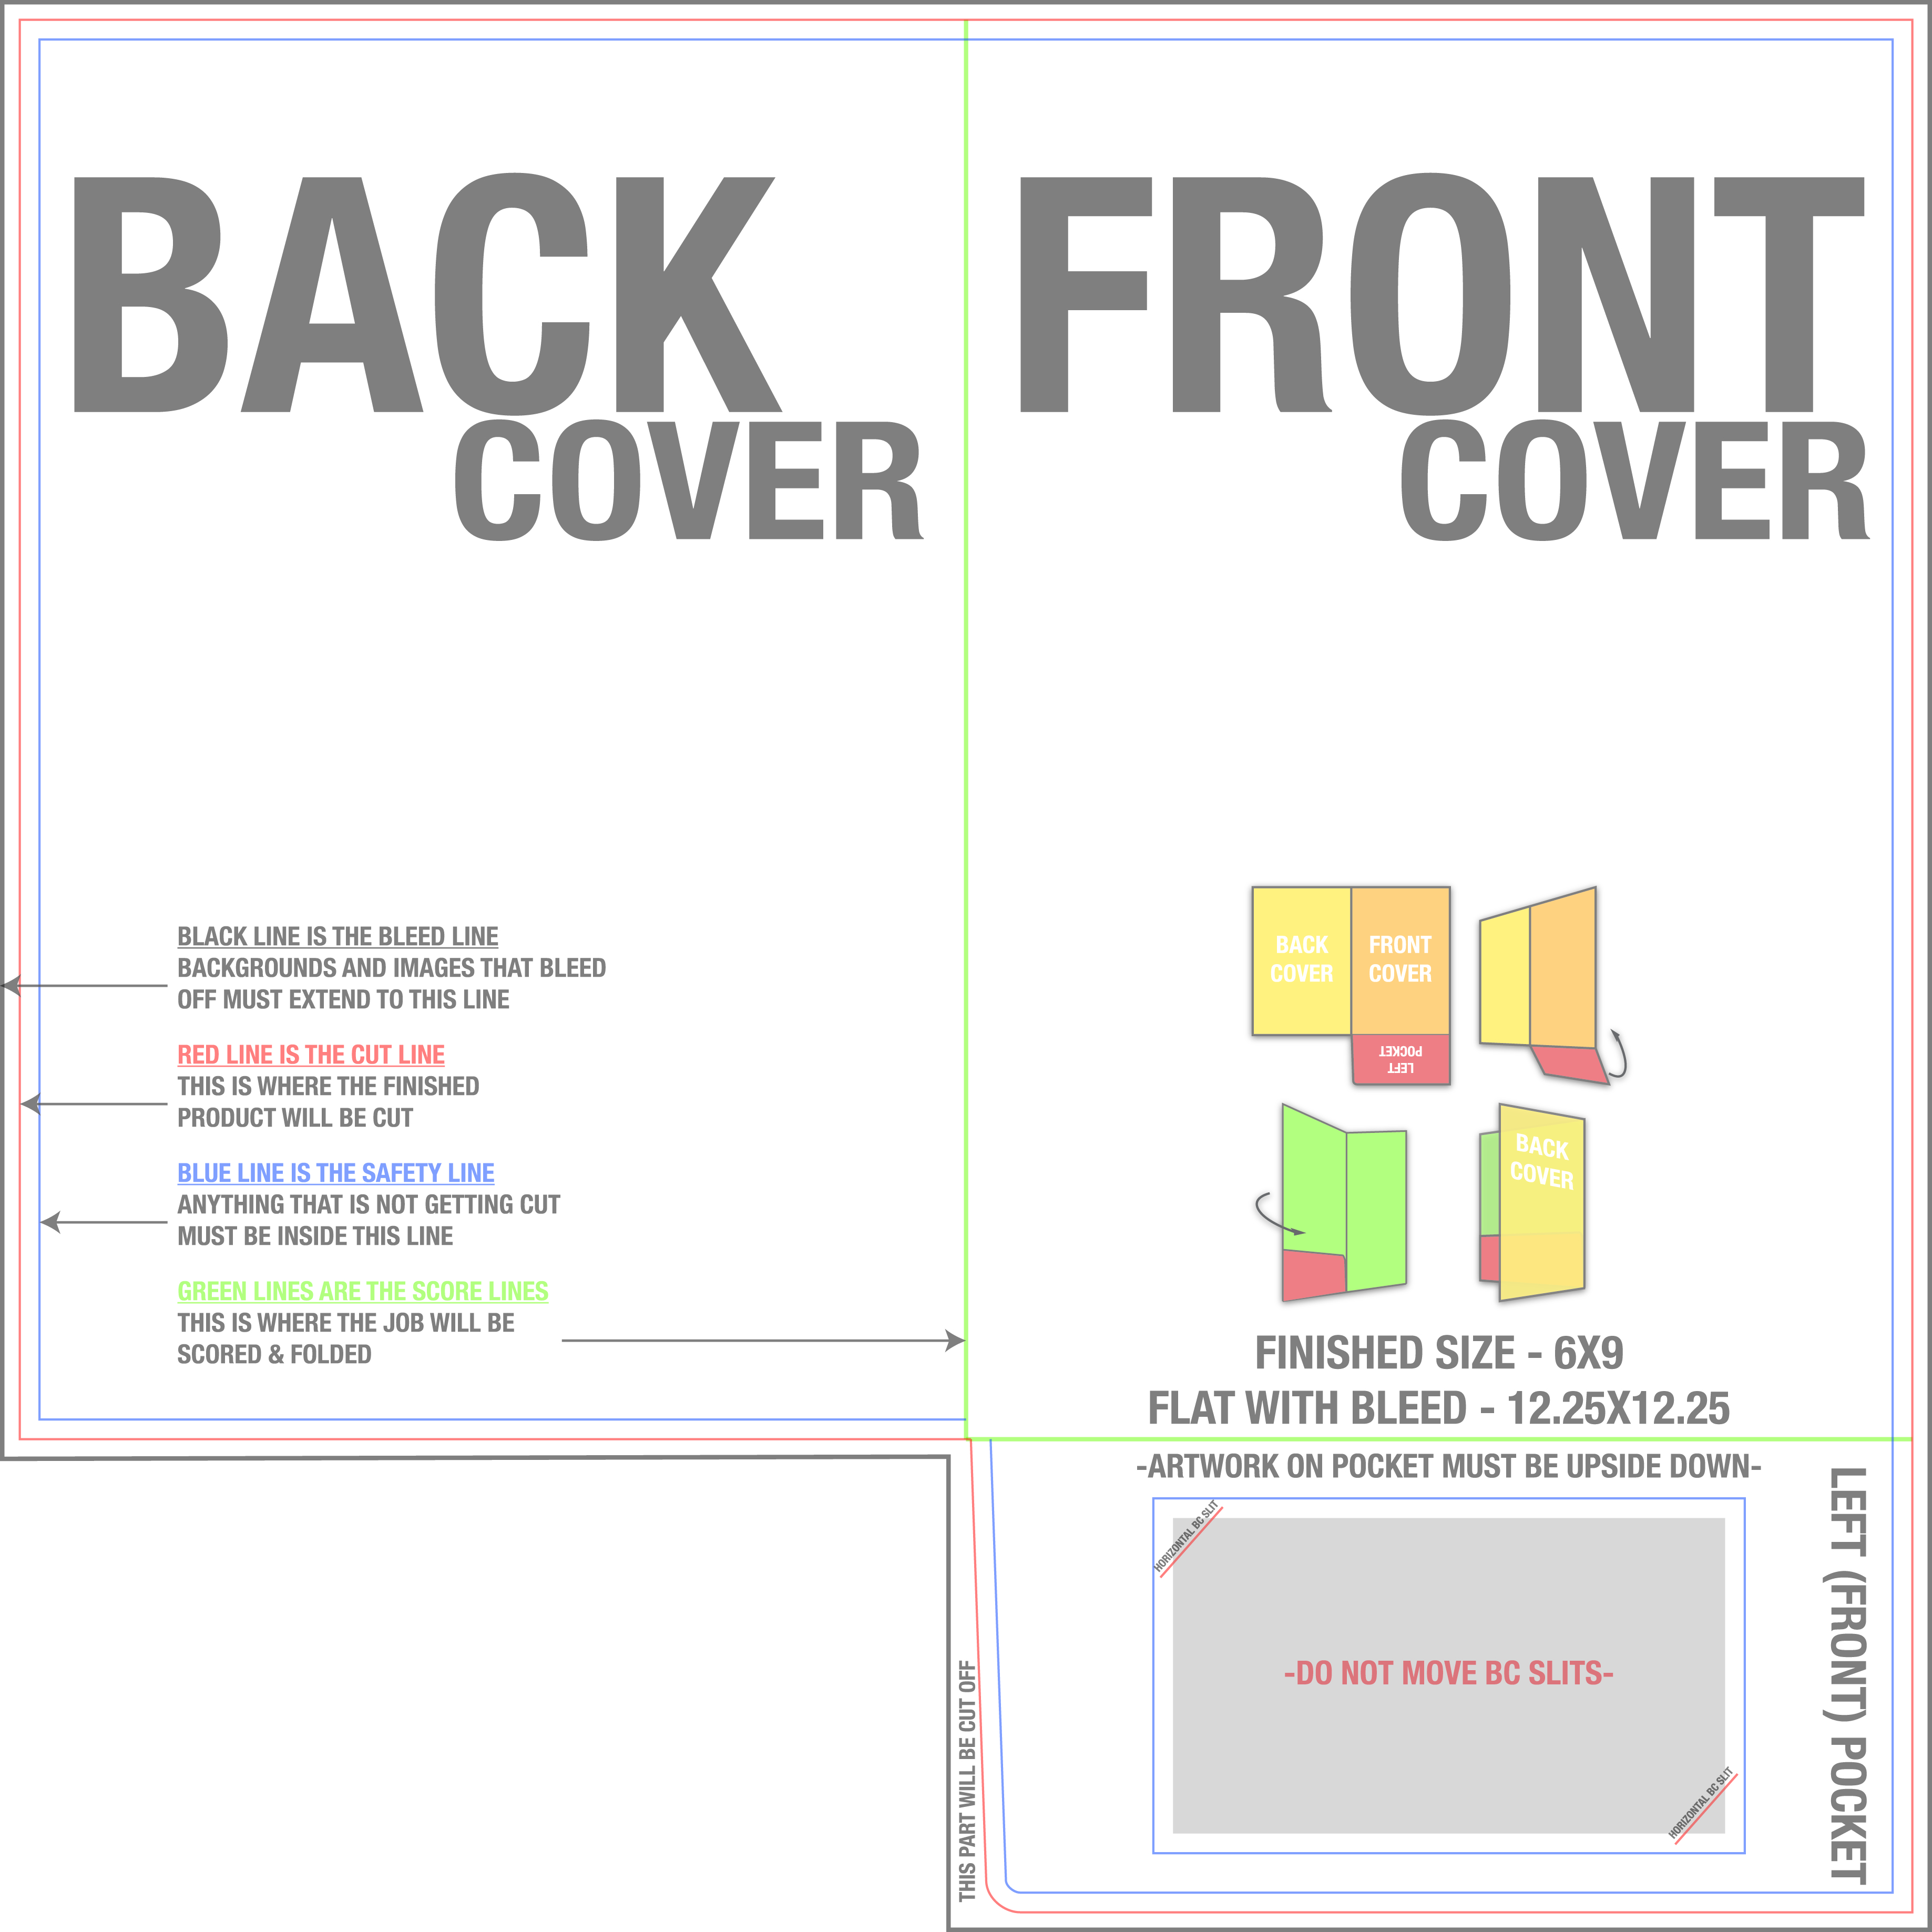 BACK
COVER
FRONT
COVER
BLACK LINE IS THE BLEED LINE
BACKGROUNDS AND IMAGES THAT BLEED
OFF MUST EXTEND TO THIS LINE
RED LINE IS THE CUT LINE
THIS IS WHERE THE FINISHED
PRODUCT WILL BE CUT
BLUE LINE IS THE SAFETY LINE
ANYTHING THAT IS NOT GETTING CUT
MUST BE INSIDE THIS LINE
GREEN LINES ARE THE SCORE LINES
THIS IS WHERE THE JOB WILL BE
SCORED & FOLDED
BACK
COVER
FRONT
COVER
LEFT
POCKET
BACK
COVER
FINISHED SIZE - 6X9
FLAT WITH BLEED - 12.25X12.25
-ARTWORK ON POCKET MUST BE UPSIDE DOWN-
HORIZONTAL BC SLIT
-DO NOT MOVE BC SLITS-
HORIZONTAL BC SLIT
THIS PART WILL BE CUT OFF
LEFT (FRONT) POCKET